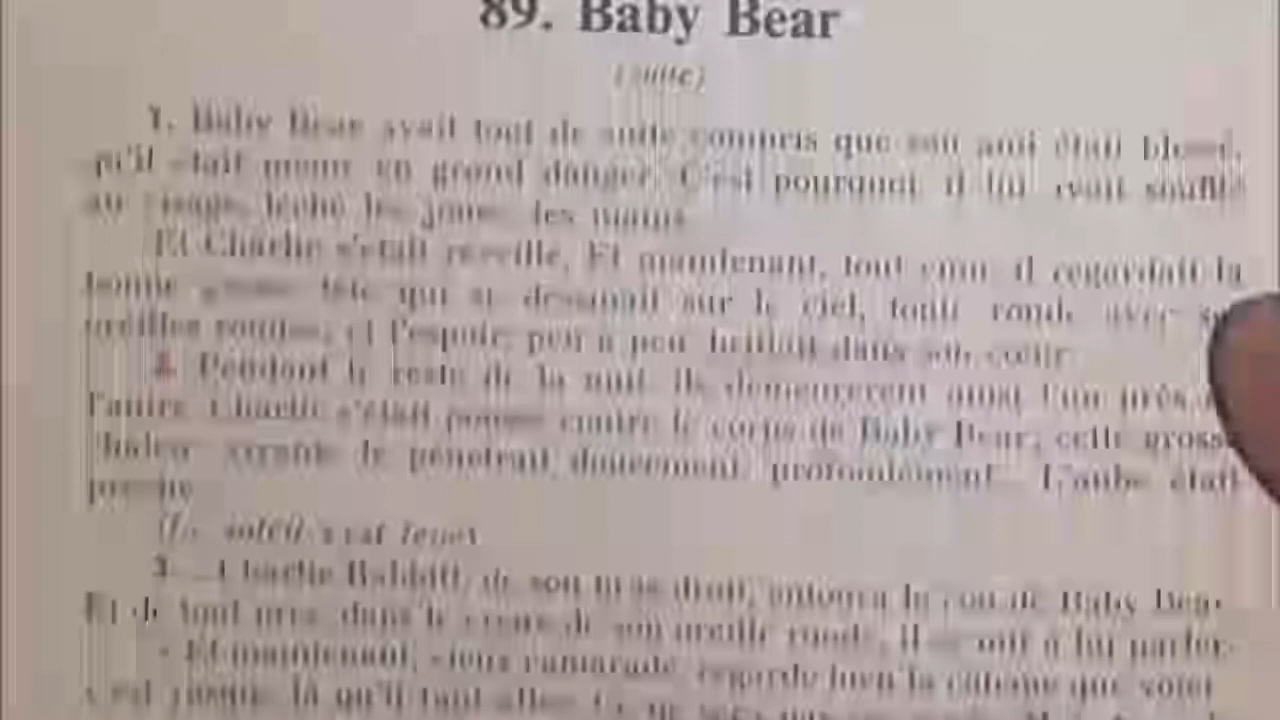 89. Baby Bear
(suite)
1. Baby Bear avait tout de suite compris que son ami était blessé,
qu'il était même en grand danger. C'est pourquoi il lui avait soufflé
au visage, léché les joues, les mains.
Et Charlie s'était réveillé. Et maintenant, tout ému, il regardait la
bonne grosse tête qui se dessinait sur le ciel, toute ronde avec ses
oreilles rondes, et l'espoir, peu à peu, brillait dans son cœur.
2. Pendant le reste de la nuit, ils demeurèrent ainsi l'un près
l'autre. Charlie s'était contre le corps de Baby Bear; cette grosse
chaleur vivante le pénétrait doucement, profondément... L'aube était
proche.
(Le soleil s'est levé.)
3. ...Charlie de son bras droit, entoura le cou de Baby Bear.
Et de tout près, dans le creux de son oreille ronde, il se mit à lui parler:
- Et maintenant, vieux camarade, regarde bien la cabane que voici
c'est jusque là qu'il faut aller.